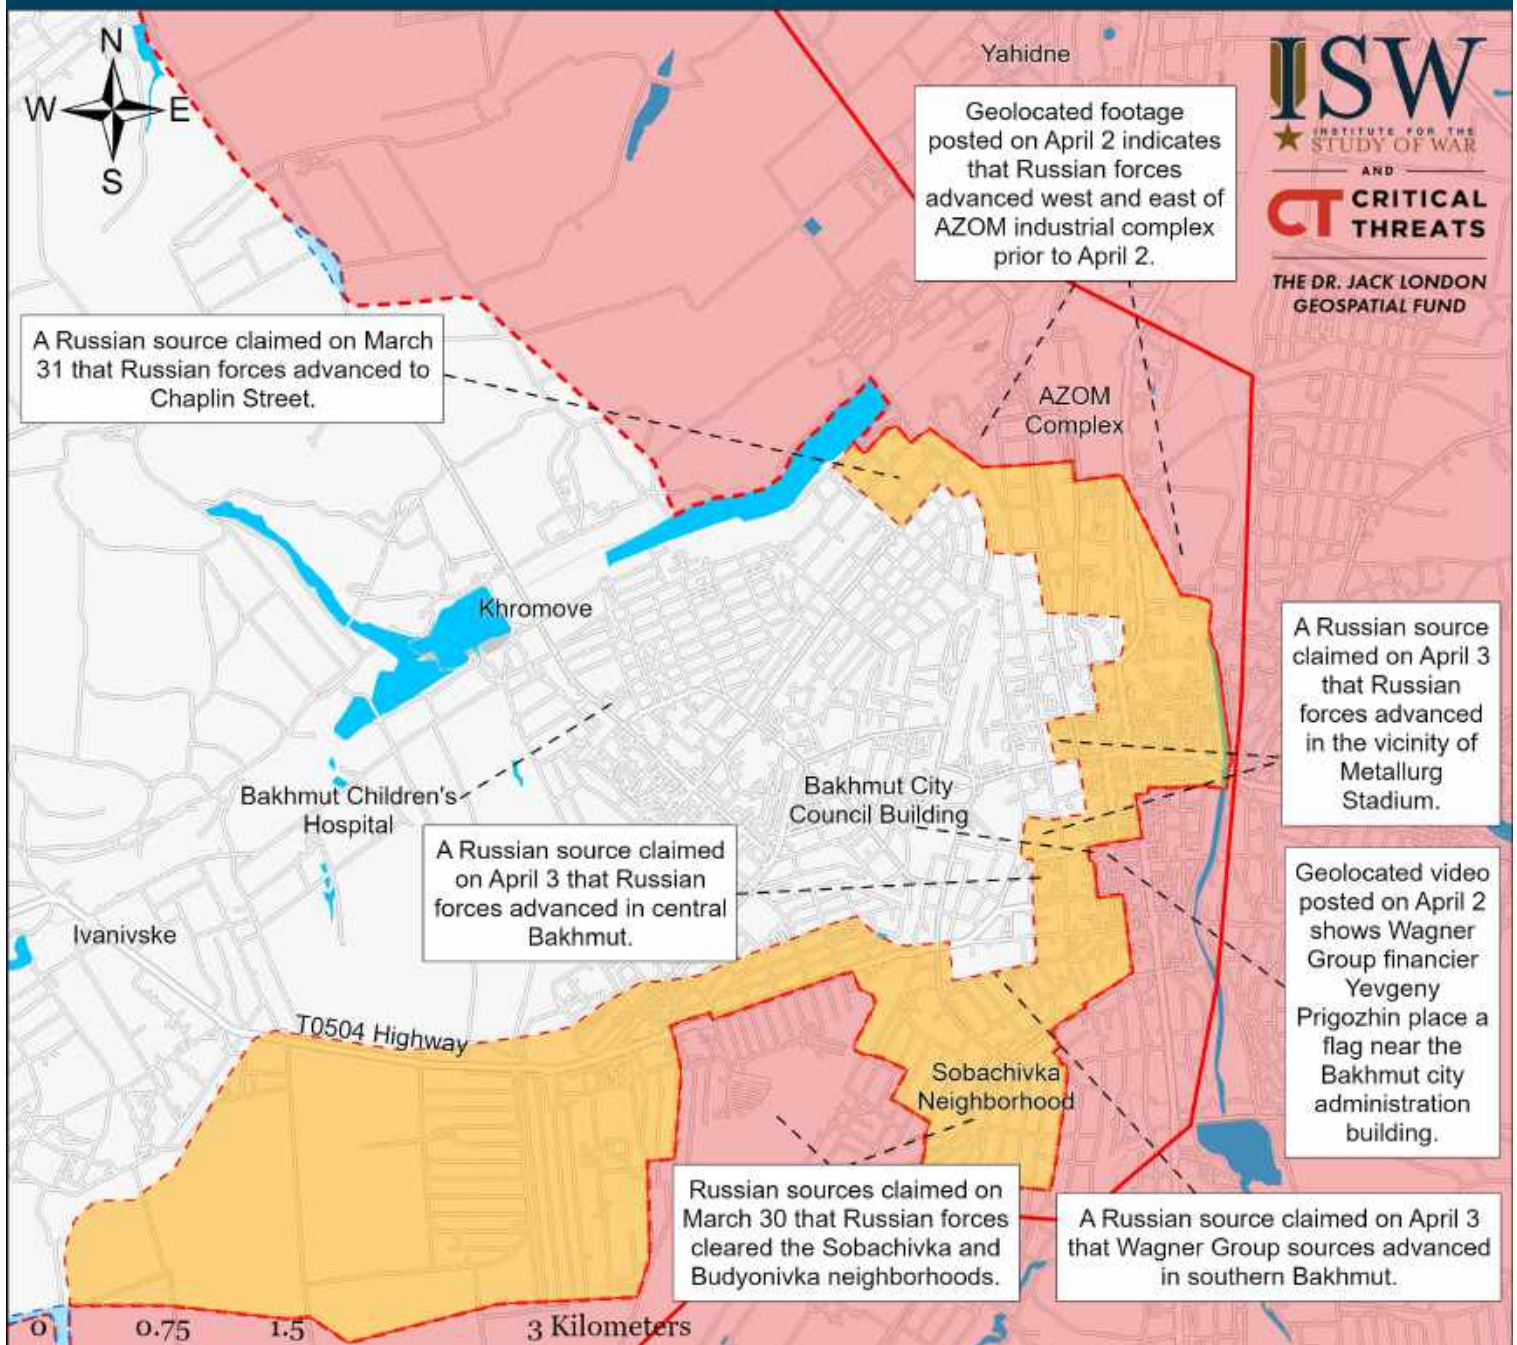 N
W
E
S
Yahidne
ISW
INSTITUTE FOR THE
STUDY OF WAR
AND
CT CRITICAL
THREATS
THE DR. JACK LONDON
GEOSPATIAL FUND
Geolocated footage
posted on April 2 indicates
that Russian forces
advanced west and east of
AZOM industrial complex
prior to April 2.
A Russian source claimed on March
31 that Russian forces advanced to
Chaplin Street.
AZOM
Complex
Khromove
A Russian source
claimed on April 3
that Russian
forces advanced
in the vicinity of
Metallurg
Stadium.
Bakhmut Children's
Hospital
Bakhmut City
Council Building
A Russian source claimed
on April 3 that Russian
forces advanced in central
Bakhmut.
Geolocated video
posted on April 2
shows Wagner
Group financier
Yevgeny
Prigozhin place a
flag near the
Bakhmut city
administration
building.
Ivanivske
T0504 Highway
Sobachivka
Neighborhood
Russian sources claimed on
March 30 that Russian forces
cleared the Sobachivka and
Budyonivka neighborhoods.
A Russian source claimed on April 3
that Wagner Group sources advanced
in southern Bakhmut.
0 0.75 1.5 3 Kilometers